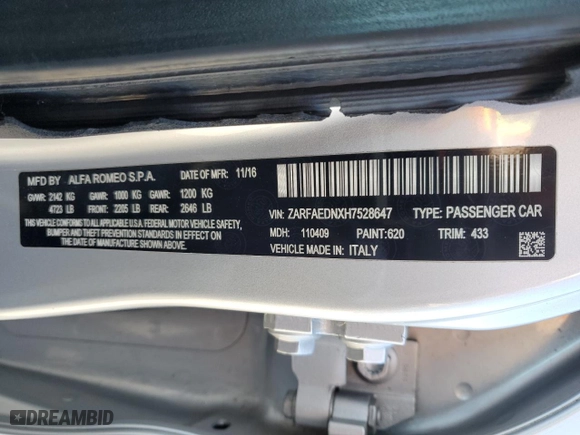 MFD BY ALFA ROMEO S.P.A. DATE OF MFR: 11/16
GVWR: 2142 KG GAWR: 1000 KG GAWR: 1200 KG
4723 LB FRONT: 2205 LB REAR: 2646 LB
THIS VEHICLE CONFORMS TO ALL APPLICABLE U.S.A. FEDERAL MOTOR VEHICLE SAFETY,
BUMPER AND THEFT PREVENTION STANDARDS IN EFFECT ON THE DATE OF
MANUFACTURE SHOWN ABOVE
VIN: ZARFAEDNXH7528647 TYPE: PASSENGER CAR
MDH: 110409 PAINT:620 TRIM: 433
VEHICLE MADE IN: ITALY
DREAMBID